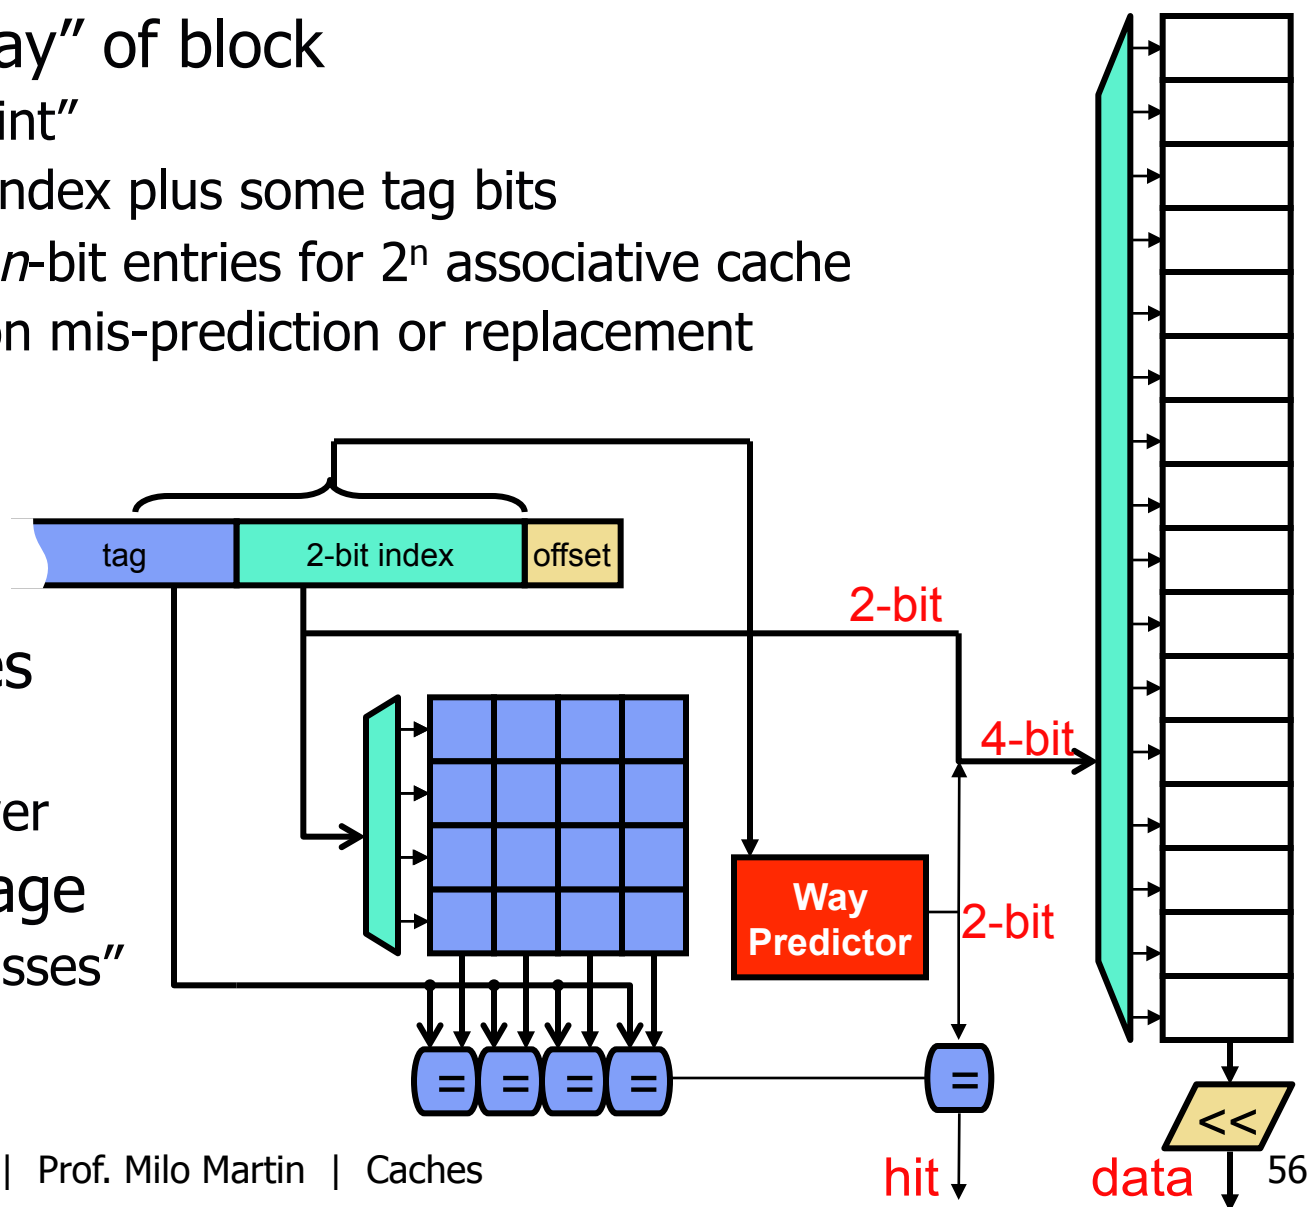 ay” of block
int”
ndex plus some tag bits
n-bit entries for 2ⁿ associative cache
on mis-prediction or replacement
tag
2-bit index
offset
2-bit
es
4-bit
er
age
sses”
Way
Predictor
2-bit
= = = =
=
<<
| Prof. Milo Martin | Caches
hit
data
56